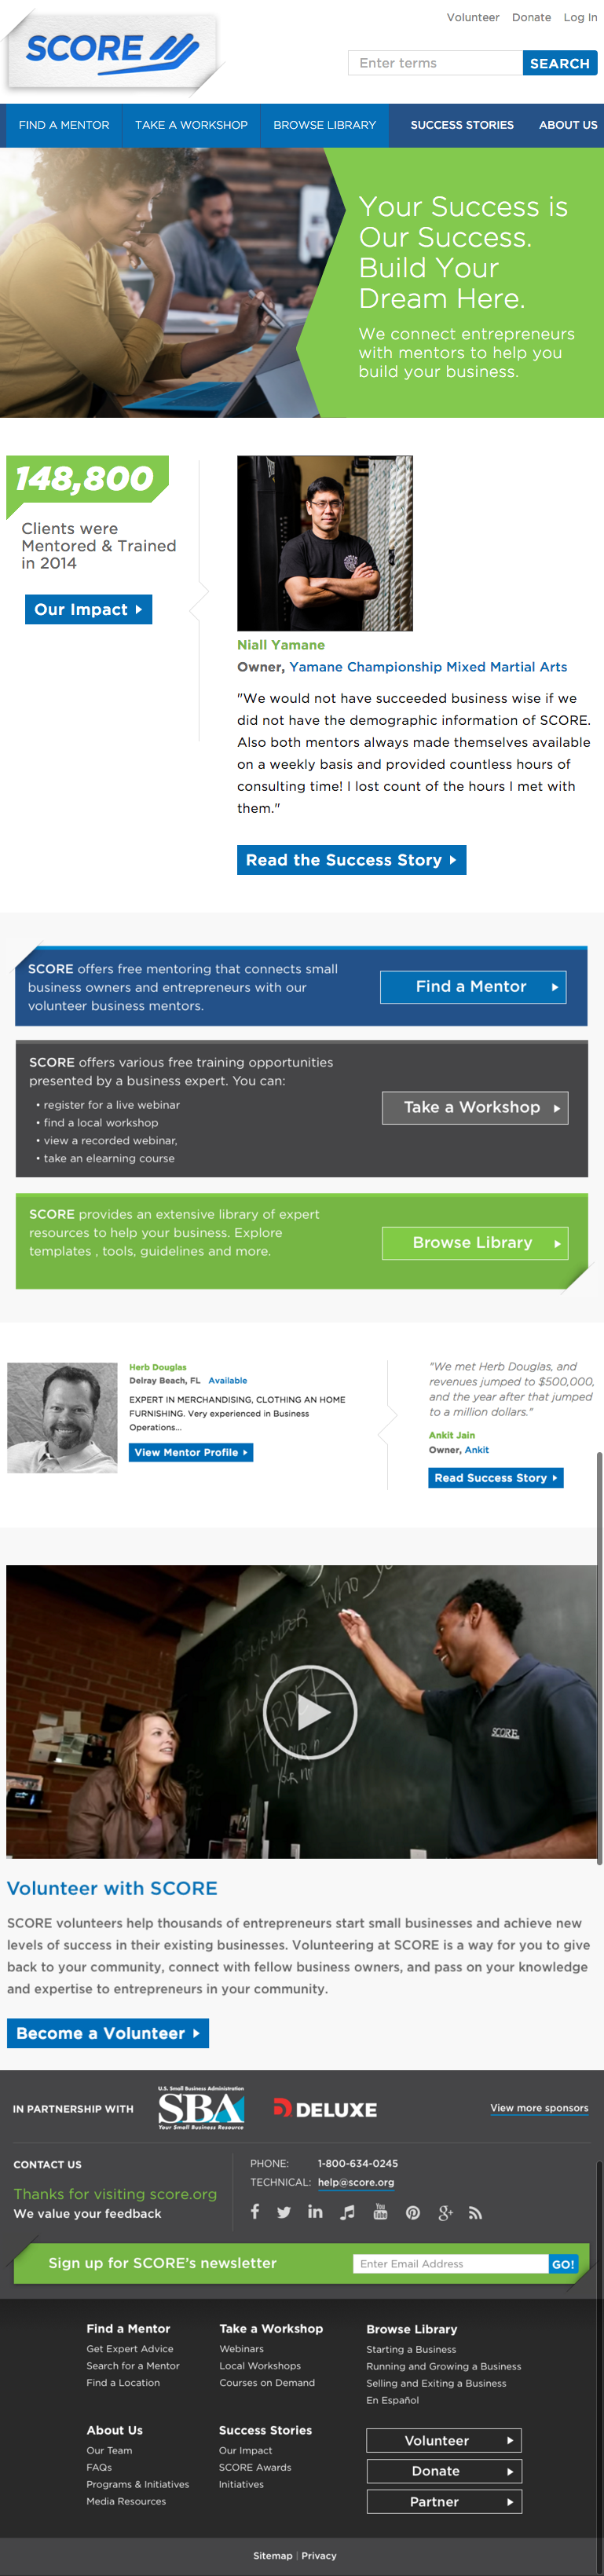 Volunteer Donate Log In
SCORE
Enter terms SEARCH
FIND A MENTOR TAKE A WORKSHOP BROWSE LIBRARY SUCCESS STORIES ABOUT US
Your Success is
Our Success.
Build Your
Dream Here.
We connect entrepreneurs
with mentors to help you
build your business.
148,800
Clients were
Mentored & Trained
in 2014
Our Impact
Niall Yamane
Owner, Yamane Championship Mixed Martial Arts
"We would not have succeeded business wise if we
did not have the demographic information of SCORE.
Also both mentors always made themselves available
on a weekly basis and provided countless hours of
consulting time! I lost count of the hours I met with
them."
Read the Success Story
SCORE offers free mentoring that connects small
business owners and entrepreneurs with our
volunteer business mentors.
Find a Mentor
SCORE offers various free training opportunities
presented by a business expert. You can:
• register for a live webinar
• find a local workshop
• view a recorded webinar,
• take an elearning course
Take a Workshop
SCORE provides an extensive library of expert
resources to help your business. Explore
templates , tools, guidelines and more.
Browse Library
Herb Douglas
Delray Beach, FL Available
EXPERT IN MERCHANDISING, CLOTHING AN HOME
FURNISHING. Very experienced in Business
Operations...
View Mentor Profile
"We met Herb Douglas, and
revenues jumped to $500,000,
and the year after that jumped
to a million dollars."
Ankit Jain
Owner, Ankit
Read Success Story
Who
SCORE
Volunteer with SCORE
SCORE volunteers help thousands of entrepreneurs start small businesses and achieve new
levels of success in their existing businesses. Volunteering at SCORE is a way for you to give
back to your community, connect with fellow business owners, and pass on your knowledge
and expertise to entrepreneurs in your community.
Become a Volunteer
IN PARTNERSHIP WITH
U.S. Small Business Administration
SBA
Your Small Business Resource
DELUXE
View more sponsors
CONTACT US
Thanks for visiting score.org
We value your feedback
PHONE: 1-800-634-0245
TECHNICAL: help@score.org
You Tube
Sign up for SCORE's newsletter
Enter Email Address GO!
Find a Mentor
Get Expert Advice
Search for a Mentor
Find a Location
Take a Workshop
Webinars
Local Workshops
Courses on Demand
Browse Library
Starting a Business
Running and Growing a Business
Selling and Exiting a Business
En Español
About Us
Our Team
FAQs
Programs & Initiatives
Media Resources
Success Stories
Our Impact
SCORE Awards
Initiatives
Volunteer
Donate
Partner
Sitemap | Privacy